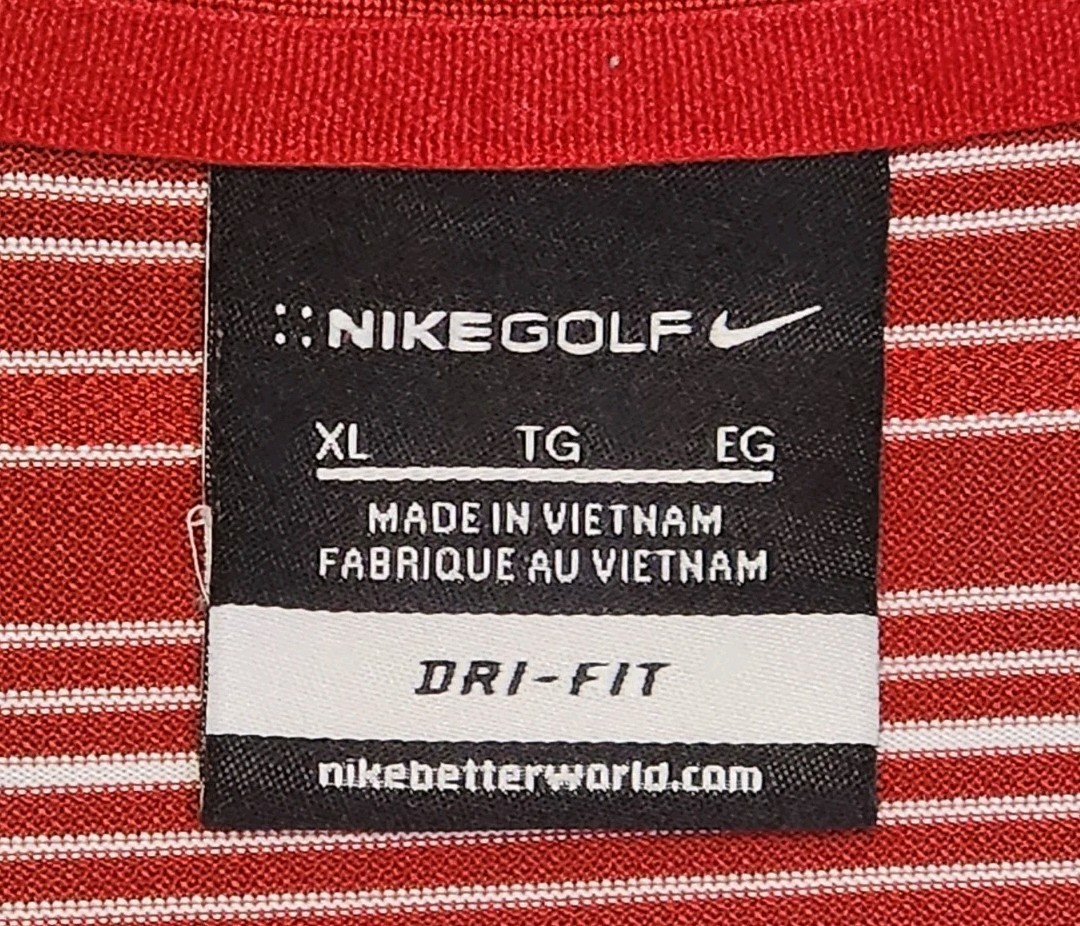 NIKEGOLF
XL TG EG
MADE IN VIETNAM
FABRIQUE AU VIETNAM
DRI-FIT
nikebetterworld.com